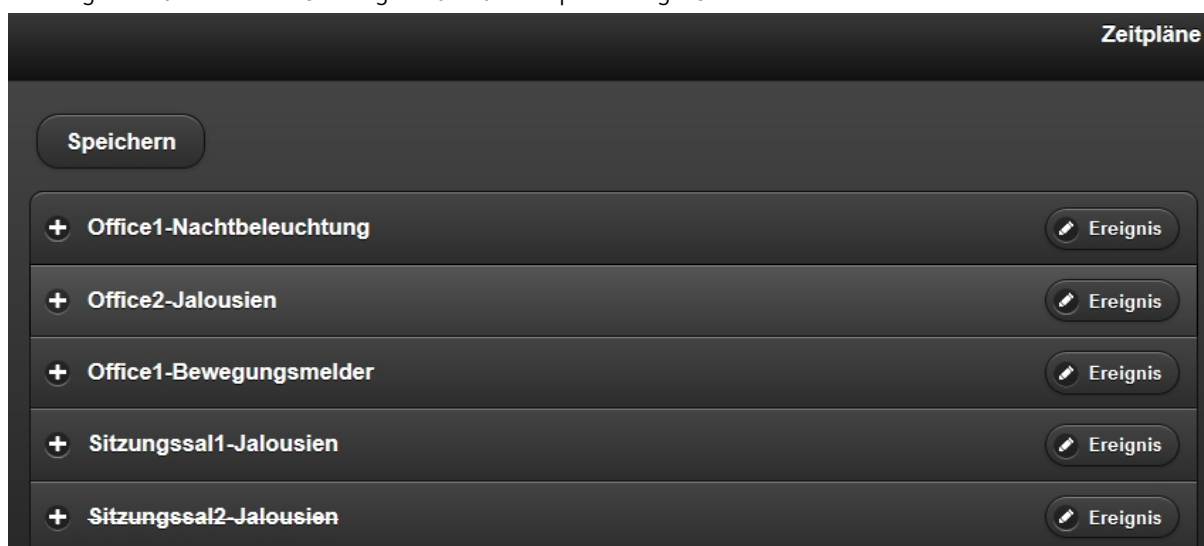 Zeitpläne
Speichern
Office1-Nachtbeleuchtung Ereignis
Office2-Jalousien Ereignis
Office1-Bewegungsmelder Ereignis
Sitzungssal1-Jalousien Ereignis
Sitzungssal2-Jalousien Ereignis